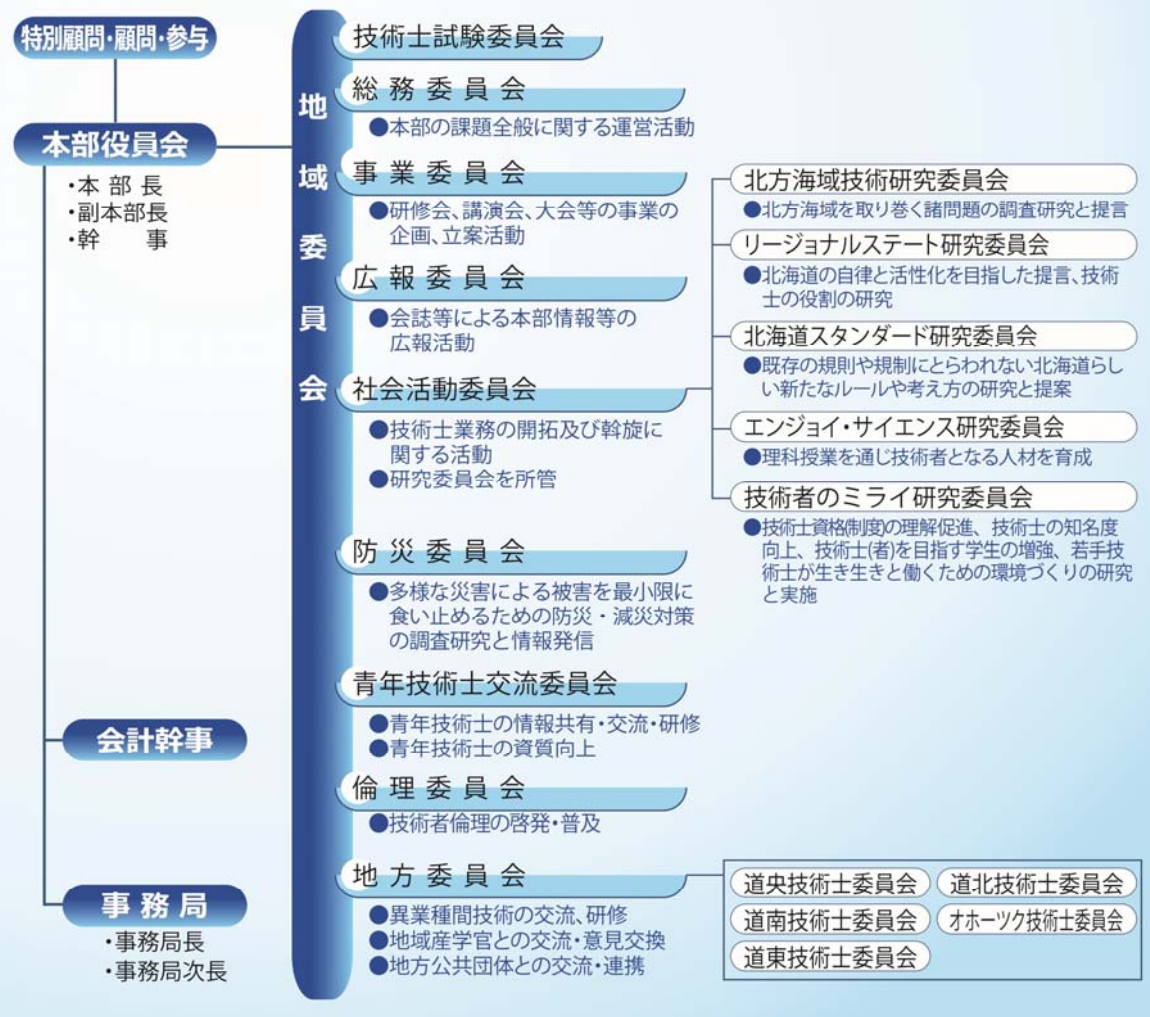 特別顧問・顧問・参与
本部役員会
・本部長
・副本部長
・幹事
会計幹事
事務局
・事務局長
・事務局次長
地域委員会
技術士試験委員会
総務委員会
●本部の課題全般に関する運営活動
事業委員会
●研修会、講演会、大会等の事業の
企画、立案活動
広報委員会
●会誌等による本部情報等の
広報活動
社会活動委員会
●技術士業務の開拓及び斡旋に
関する活動
●研究委員会を所管
防災委員会
●多様な災害による被害を最小限に
食い止めるための防災・減災対策
の調査研究と情報発信
青年技術士交流委員会
●青年技術士の情報共有・交流・研修
●青年技術士の資質向上
倫理委員会
●技術者倫理の啓発・普及
地方委員会
●異業種間技術の交流、研修
●地域産学官との交流・意見交換
●地方公共団体との交流・連携
北方海域技術研究委員会
●北方海域を取り巻く諸問題の調査研究と提言
リージョナルステート研究委員会
●北海道の自律と活性化を目指した提言、技術
士の役割の研究
北海道スタンダード研究委員会
●既存の規則や規制にとらわれない北海道らし
い新たなルールや考え方の研究と提案
エンジョイ・サイエンス研究委員会
●理科授業を通じ技術者となる人材を育成
技術者のミライ研究委員会
●技術士資格(制度)の理解促進、技術士の知名度
向上、技術士(者)を目指す学生の増強、若手技
術士が生き生きと働くための環境づくりの研究
と実施
道央技術士委員会
道北技術士委員会
道南技術士委員会
オホーツク技術士委員会
道東技術士委員会